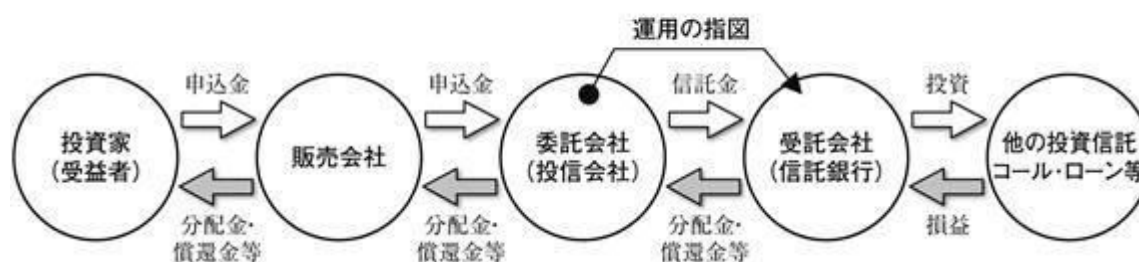 運用の指図
申込金
申込金
信託金
投資
投資家
(受益者)
販売会社
委託会社
(投信会社)
受託会社
(信託銀行)
他の投資信託
コール・ローン等
分配金・
償還金等
分配金・
償還金等
分配金・
償還金等
損益